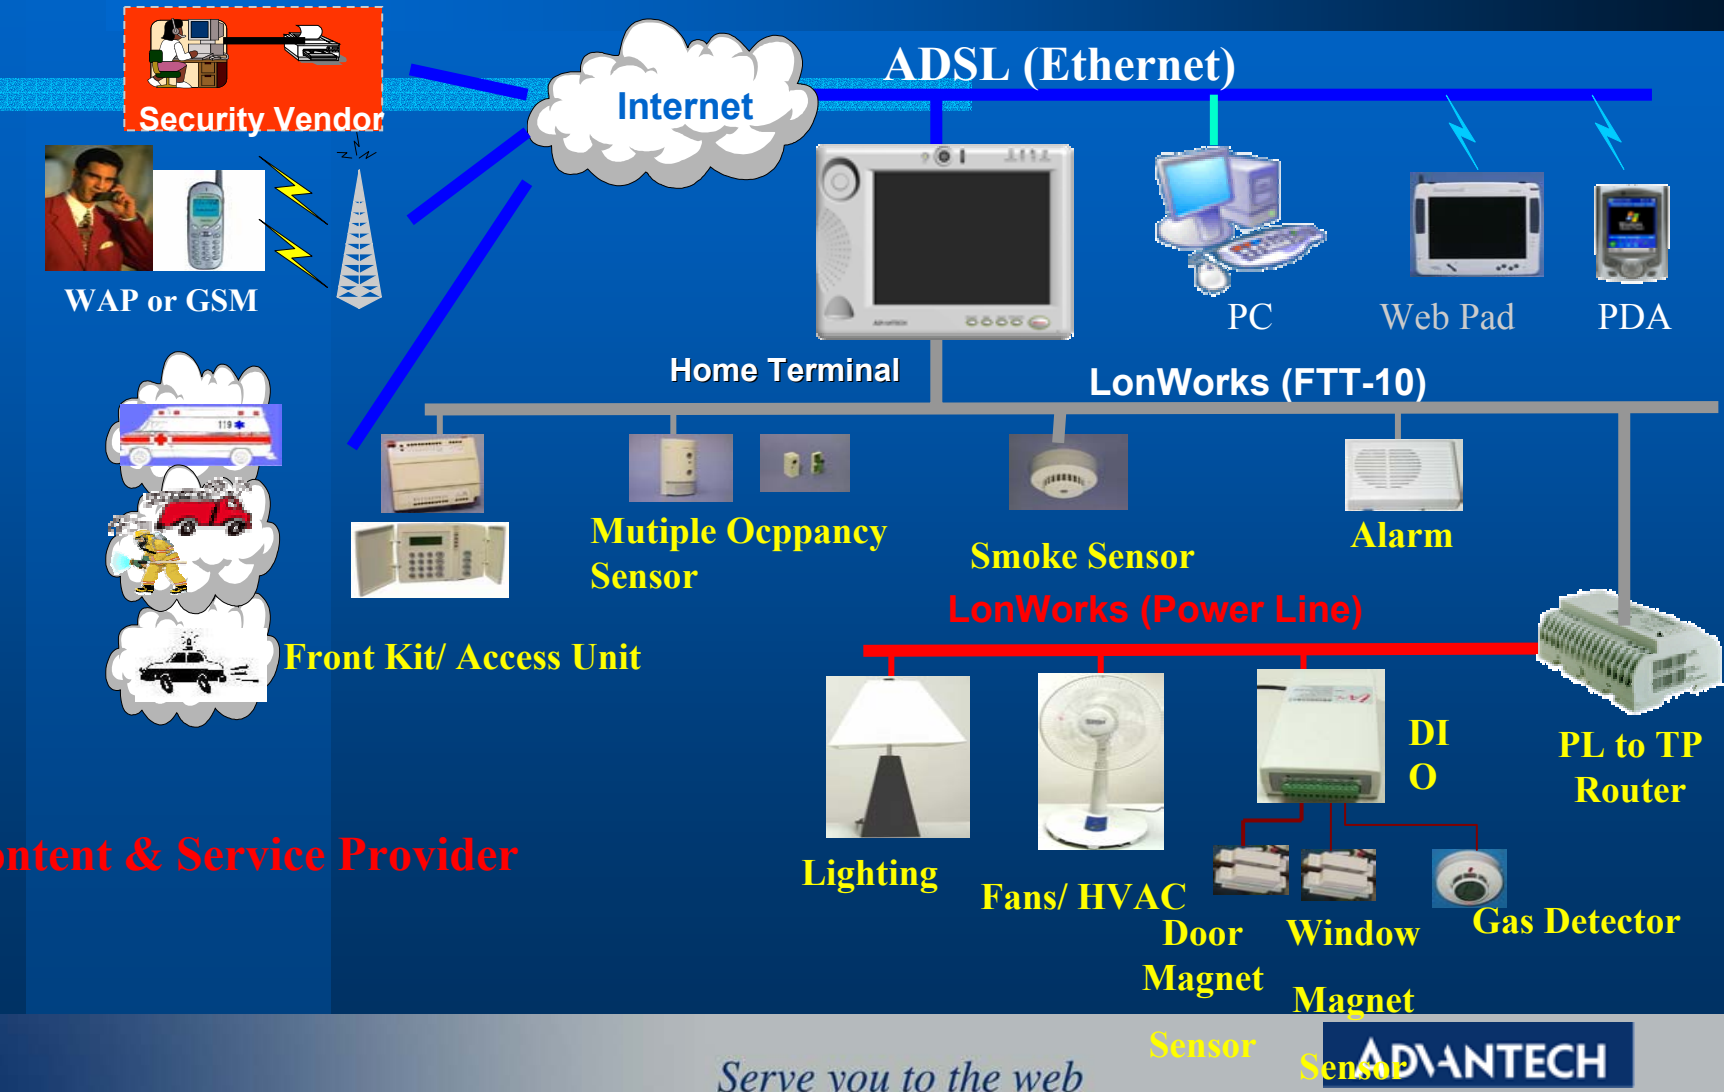 ADSL (Ethernet)
Internet
Security Vendor
WAP or GSM
PC
Web Pad
PDA
Home Terminal
LonWorks (FTT-10)
119
Mutiple Ocppancy
Sensor
Smoke Sensor
Alarm
LonWorks (Power Line)
Front Kit/ Access Unit
DI
O
PL to TP
Router
ontent & Service Provider
Lighting
Fans/ HVAC
Door
Magnet
Sensor
Window
Magnet
Sensor
Gas Detector
Serve you to the web
ADVANTECH